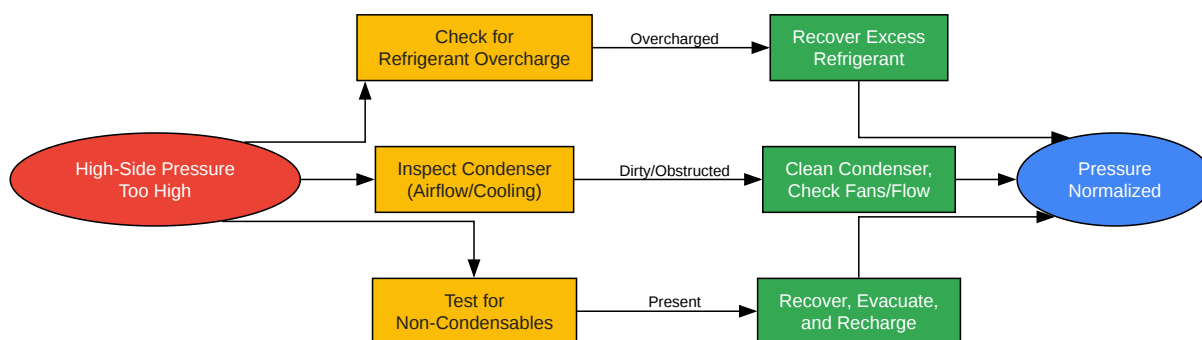 Check for
Refrigerant Overcharge
Overcharged
Recover Excess
Refrigerant
High-Side Pressure
Too High
Inspect Condenser
(Airflow/Cooling)
Dirty/Obstructed
Clean Condenser,
Check Fans/Flow
Pressure
Normalized
Test for
Non-Condensables
Present
Recover, Evacuate,
and Recharge